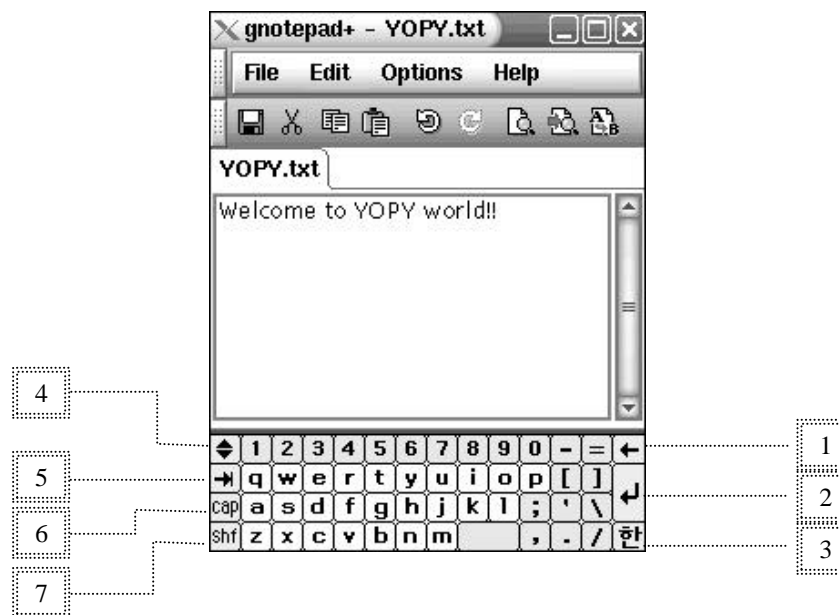 gnotepad+ - YOPY.txt
File Edit Options Help
YOPY.txt
Welcome to YOPY world!!
4
1 2 3 4 5 6 7 8 9 0 - = ←
1
5
q w e r t y u i o p [ ]
2
6
cap a s d f g h j k l ; ' \
7
shf z x c v b n m , . / 한
3